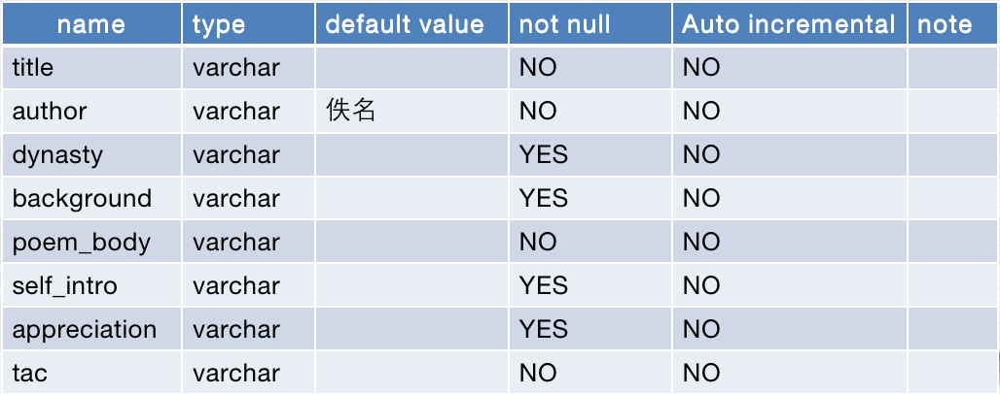 name type default value not null Auto incremental note
title varchar NO NO
author varchar 佚名 NO NO
dynasty varchar YES NO
background varchar YES NO
poem_body varchar NO NO
self_intro varchar YES NO
appreciation varchar YES NO
tac varchar NO NO